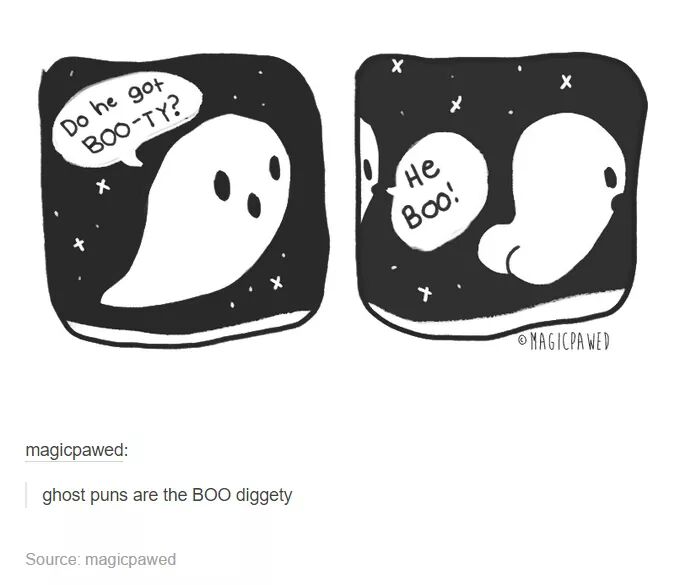 Do he got
BOO-TY?
He
Boo!
© MAGICPAWED
magicpawed:
ghost puns are the BOO diggety
Source: magicpawed